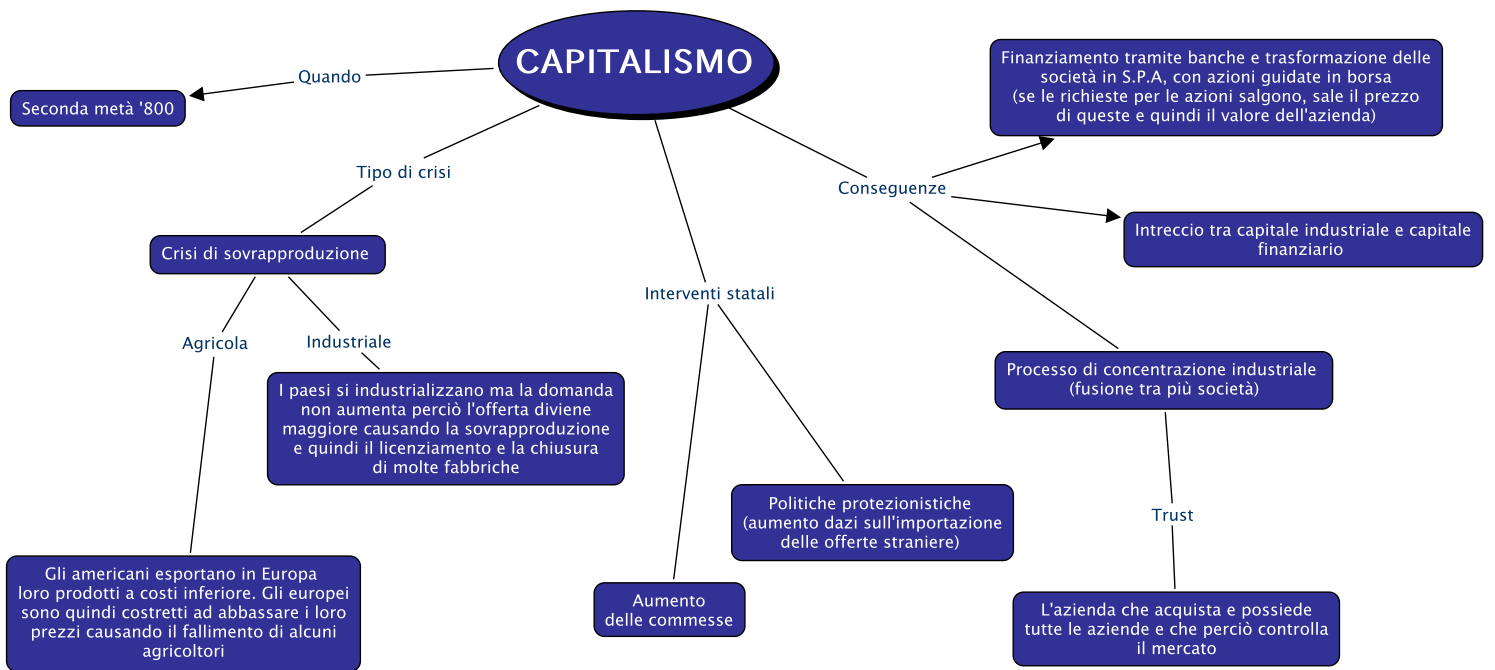 CAPITALISMO
Quando
Seconda metà '800
Tipo di crisi
Crisi di sovrapproduzione
Agricola
Gli americani esportano in Europa
loro prodotti a costi inferiore. Gli europei
sono quindi costretti ad abbassare i loro
prezzi causando il fallimento di alcuni
agricoltori
Industriale
I paesi si industrializzano ma la domanda
non aumenta perciò l'offerta diviene
maggiore causando la sovrapproduzione
e quindi il licenziamento e la chiusura
di molte fabbriche
Interventi statali
Aumento
delle commesse
Politiche protezionistiche
(aumento dazi sull'importazione
delle offerte straniere)
Conseguenze
Finanziamento tramite banche e trasformazione delle
società in S.P.A, con azioni guidate in borsa
(se le richieste per le azioni salgono, sale il prezzo
di queste e quindi il valore dell'azienda)
Intreccio tra capitale industriale e capitale
finanziario
Processo di concentrazione industriale
(fusione tra più società)
Trust
L'azienda che acquista e possiede
tutte le aziende e che perciò controlla
il mercato